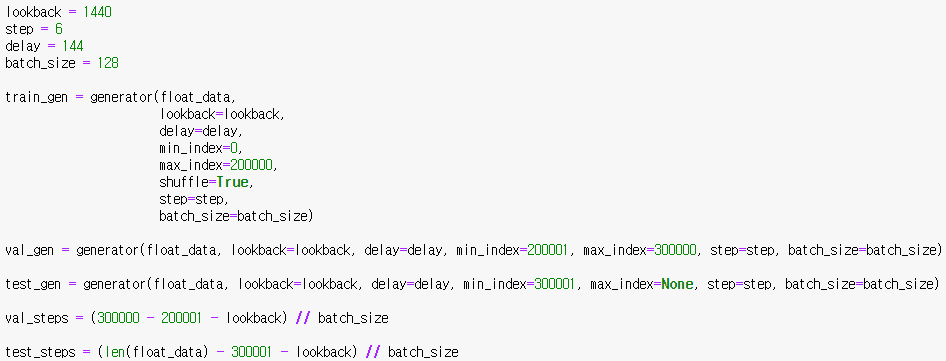 lookback = 1440
step = 6
delay = 144
batch_size = 128
train_gen = generator(float_data,
lookback=lookback,
delay=delay,
min_index=0,
max_index=200000,
shuffle=True,
step=step,
batch_size=batch_size)
val_gen = generator(float_data, lookback=lookback, delay=delay, min_index=200001, max_index=300000, step=step, batch_size=batch_size)
test_gen = generator(float_data, lookback=lookback, delay=delay, min_index=300001, max_index=None, step=step, batch_size=batch_size)
val_steps = (300000 - 200001 - lookback) // batch_size
test_steps = (len(float_data) - 300001 - lookback) // batch_size